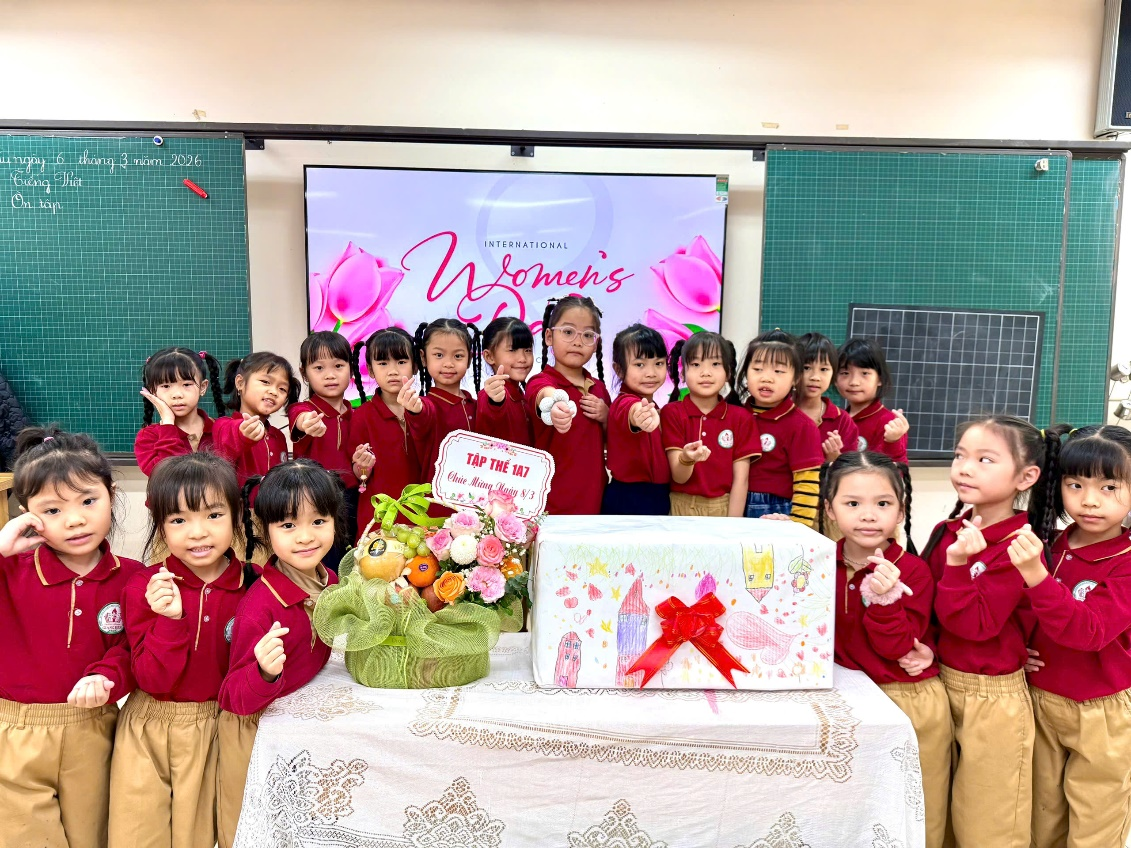 ngày 6 tháng 3 năm 2026
Tiếng Việt
Ôn tập
INTERNATIONAL
Women's
TẬP THỂ 1A7
Chúc Mừng Ngày 8/3